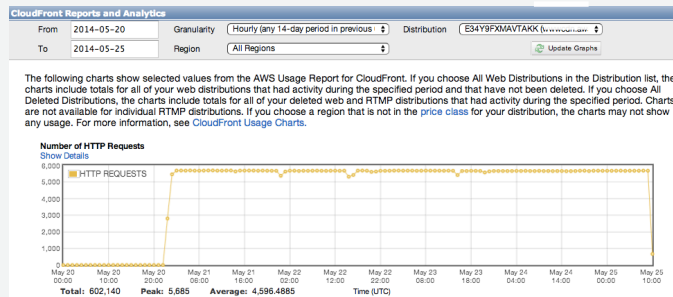 CloudFront Reports and Analytics
From 2014-05-20 Granularity Hourly (any 14-day period in previous Distribution E34Y9FXMAVTAKK
To 2014-05-25 Region All Regions Update Graphs
The following charts show selected values from the AWS Usage Report for CloudFront. If you choose All Web Distributions in the Distribution list, the
charts include totals for all of your web distributions that had activity during the specified period and that have not been deleted. If you choose All
Deleted Distributions, the charts include totals for all of your deleted web and RTMP distributions that had activity during the specified period. Charts
are not available for individual RTMP distributions. If you choose a region that is not in the price class for your distribution, the charts may not show
any usage. For more information, see CloudFront Usage Charts.
Number of HTTP Requests
Show Details
6,000
HTTP REQUESTS
5,000
4,000
3,000
2,000
1,000
0
May 20 May 20 May 20 May 21 May 21 May 22 May 22 May 22 May 23 May 23 May 24 May 24 May 25 May 25
00:00 10:00 20:00 06:00 16:00 02:00 12:00 22:00 08:00 18:00 04:00 14:00 00:00 10:00
Total: 602,140 Peak: 5,685 Average: 4,596.4885 Time (UTC)